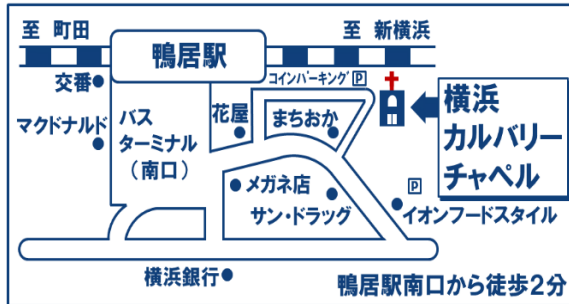 至 町田
至 新横浜
鴨居駅
交番
コインパーキング P
マクドナルド
バス
ターミナル
(南口)
花屋
まちおか
横浜
カルバリー
チャペル
メガネ店
サン・ドラッグ
P
イオンフードスタイル
横浜銀行
鴨居駅南口から徒歩2分